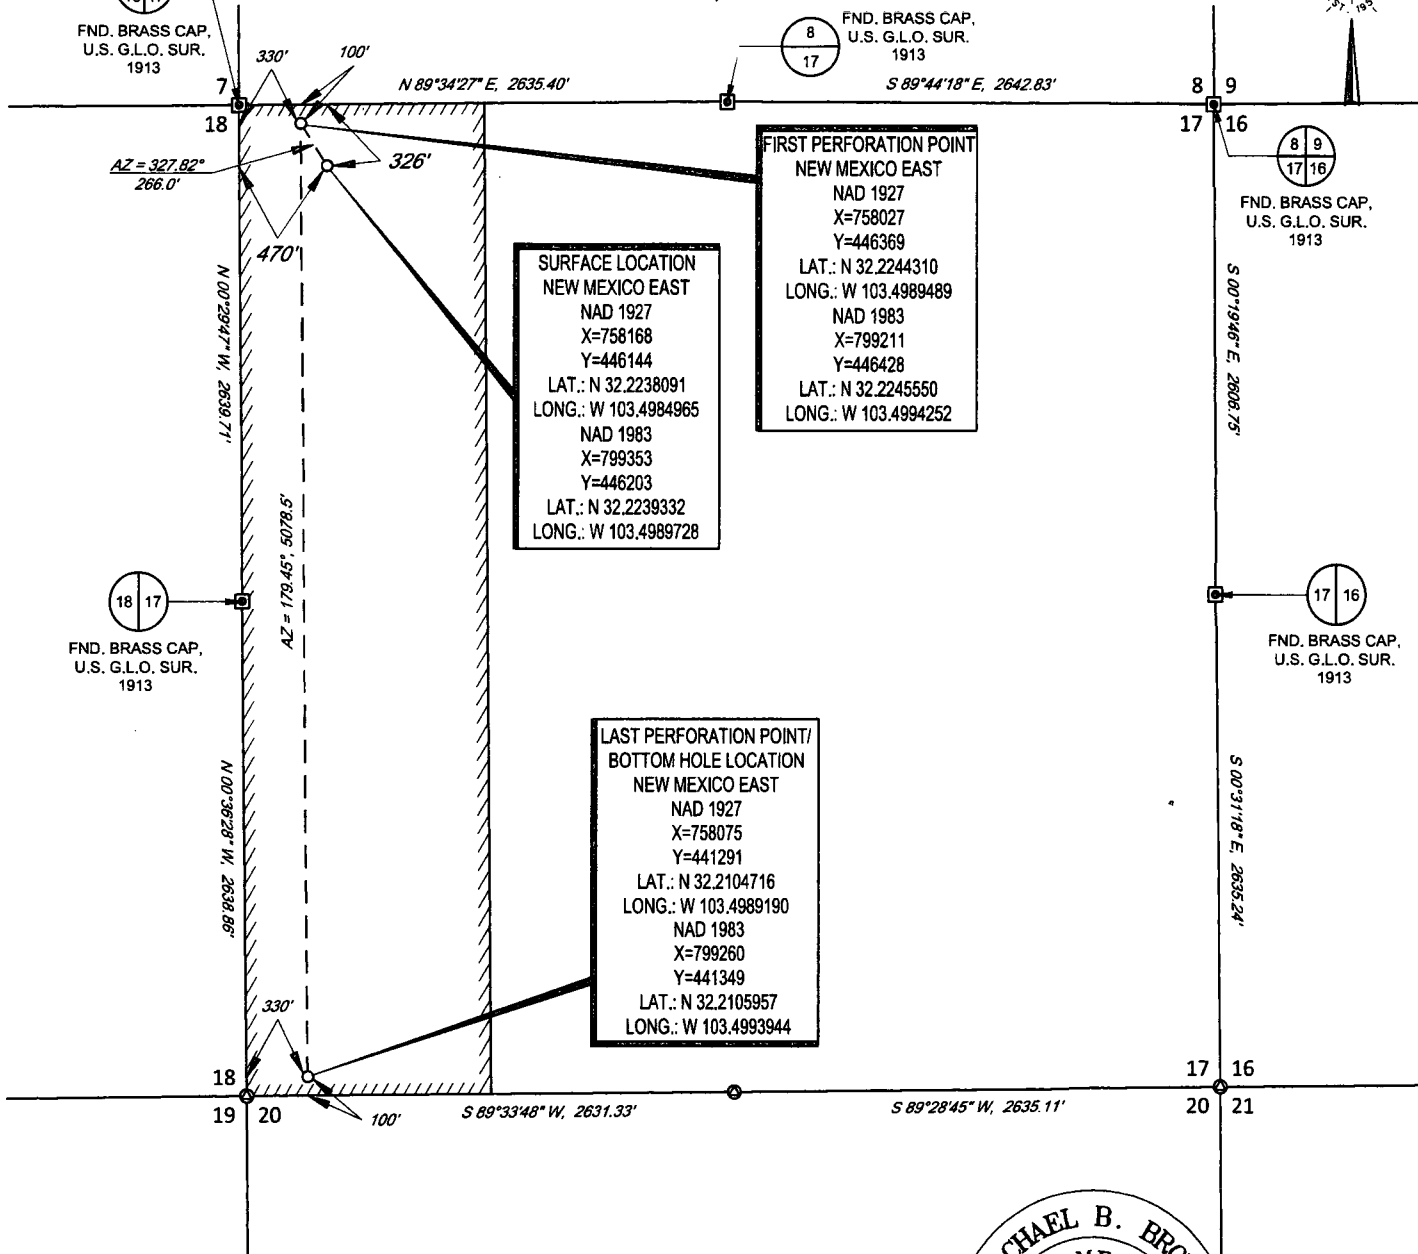 FND. BRASS CAP,
U.S. G.L.O. SUR.
1913
8
17
FND. BRASS CAP,
U.S. G.L.O. SUR.
1913
330'
100'
7
18
N 89°34'27" E, 2635.40'
S 89°44'18" E, 2642.83'
8 9
17 16
8 9
17 16
FND. BRASS CAP,
U.S. G.L.O. SUR.
1913
AZ = 327.82°
266.0'
326'
470'
FIRST PERFORATION POINT
NEW MEXICO EAST
NAD 1927
X=758027
Y=446369
LAT.: N 32.2244310
LONG.: W 103.4989489
NAD 1983
X=799211
Y=446428
LAT.: N 32.2245550
LONG.: W 103.4994252
SURFACE LOCATION
NEW MEXICO EAST
NAD 1927
X=758168
Y=446144
LAT.: N 32.2238091
LONG.: W 103.4984965
NAD 1983
X=799353
Y=446203
LAT.: N 32.2239332
LONG.: W 103.4989728
N 00°29'47" W, 2639.71'
S 00°19'46" E, 2608.75'
AZ = 179.45°, 5078.5'
18 17
FND. BRASS CAP,
U.S. G.L.O. SUR.
1913
17 16
FND. BRASS CAP,
U.S. G.L.O. SUR.
1913
LAST PERFORATION POINT/
BOTTOM HOLE LOCATION
NEW MEXICO EAST
NAD 1927
X=758075
Y=441291
LAT.: N 32.2104716
LONG.: W 103.4989190
NAD 1983
X=799260
Y=441349
LAT.: N 32.2105957
LONG.: W 103.4993944
N 00°36'28" W, 2638.86'
S 00°31'18" E, 2635.24'
330'
18
19 20
100'
S 89°33'48" W, 2631.33'
S 89°28'45" W, 2635.11'
17 16
20 21
CHAEL B. BRO